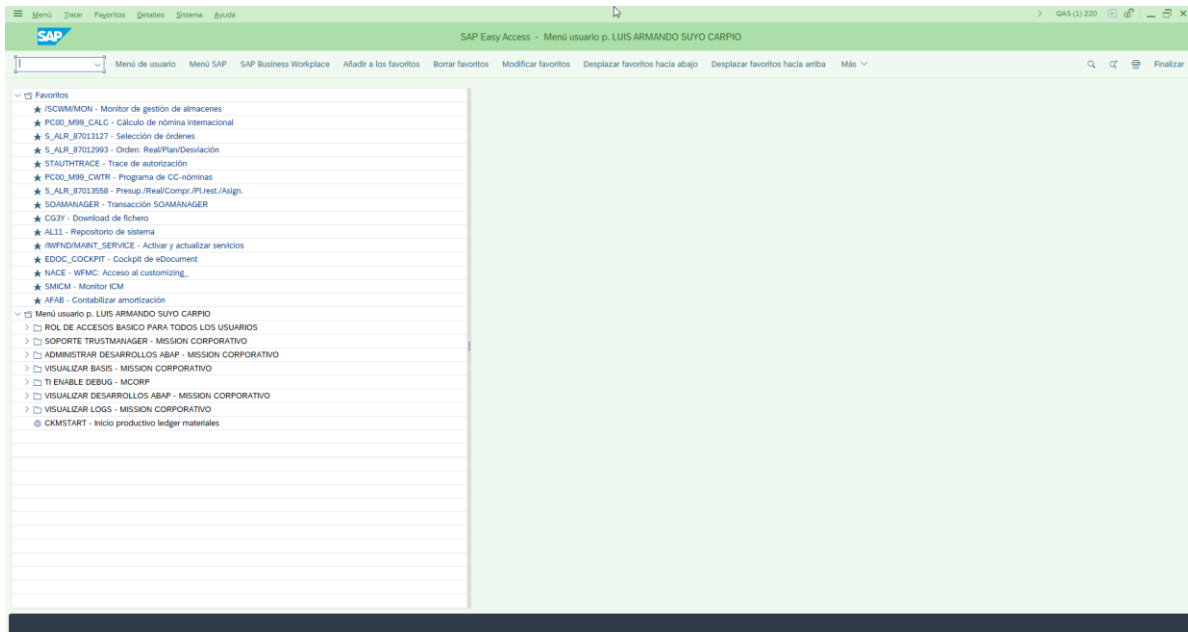 Menú Tratar Favoritos Detalles Sistema Ayuda QAS (1) 220
SAP SAP Easy Access - Menú usuario p. LUIS ARMANDO SUYO CARPIO
Menú de usuario Menú SAP SAP Business Workplace Añadir a los favoritos Borrar favoritos Modificar favoritos Desplazar favoritos hacia abajo Desplazar favoritos hacia arriba Más Finalizar
Favoritos
/SCWM/MON - Monitor de gestión de almacenes
PC00_M99_CALC - Cálculo de nómina internacional
S_ALR_87013127 - Selección de órdenes
S_ALR_87012993 - Orden: Real/Plan/Desviación
STAUTHTRACE - Trace de autorización
PC00_M99_CWTR - Programa de CC-nóminas
S_ALR_87013558 - Presup./Real/Compr./Pl.rest./Asign.
SOAMANAGER - Transacción SOAMANAGER
CG3Y - Download de fichero
AL11 - Repositorio de sistema
/IWFND/MAINT_SERVICE - Activar y actualizar servicios
EDOC_COCKPIT - Cockpit de eDocument
NACE - WFMC: Acceso al customizing_
SMICM - Monitor ICM
AFAB - Contabilizar amortización
Menú usuario p. LUIS ARMANDO SUYO CARPIO
ROL DE ACCESOS BASICO PARA TODOS LOS USUARIOS
SOPORTE TRUSTMANAGER - MISSION CORPORATIVO
ADMINISTRAR DESARROLLOS ABAP - MISSION CORPORATIVO
VISUALIZAR BASIS - MISSION CORPORATIVO
TI ENABLE DEBUG - MCORP
VISUALIZAR DESARROLLOS ABAP - MISSION CORPORATIVO
VISUALIZAR LOGS - MISSION CORPORATIVO
CKMSTART - Inicio productivo ledger materiales